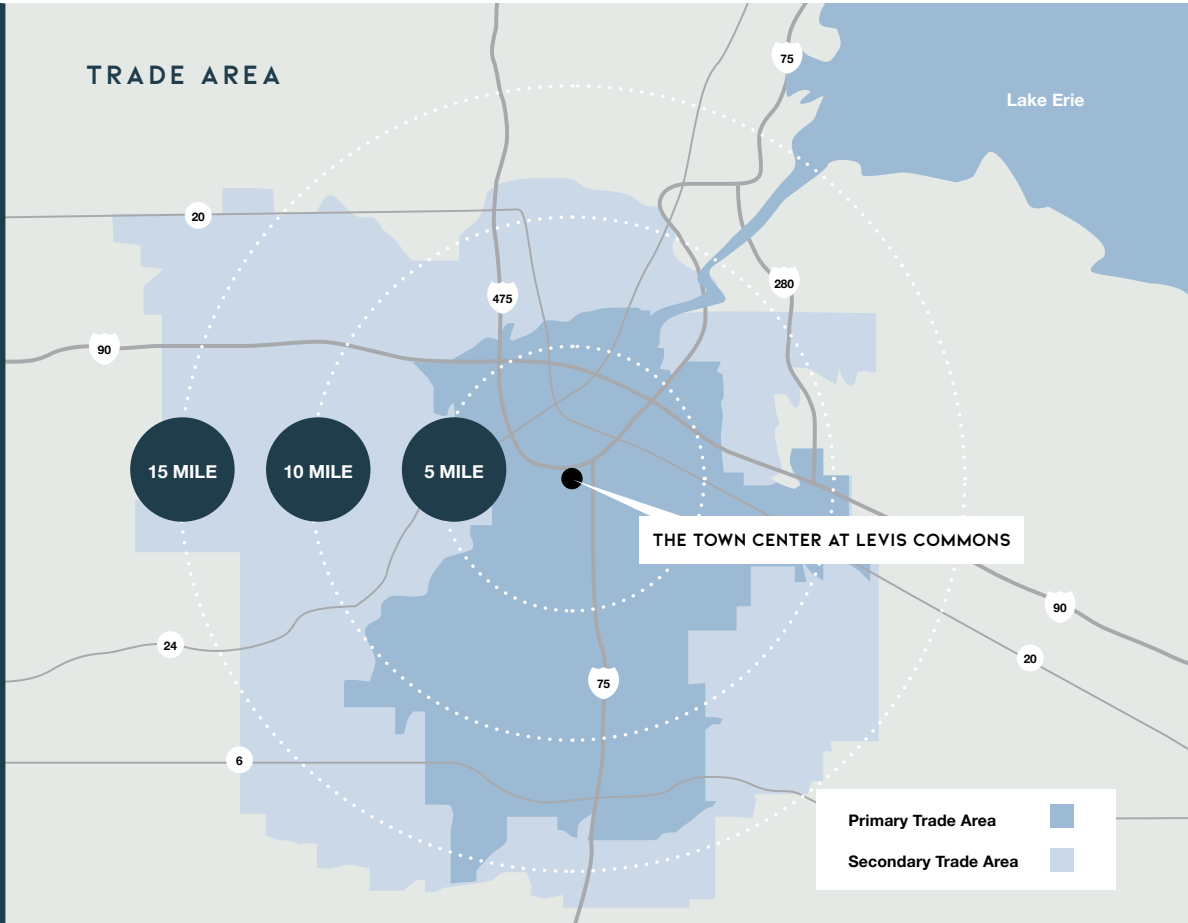 TRADE AREA
75
Lake Erie
20
280
475
90
15 MILE
10 MILE
5 MILE
THE TOWN CENTER AT LEVIS COMMONS
90
24
20
75
6
Primary Trade Area
Secondary Trade Area